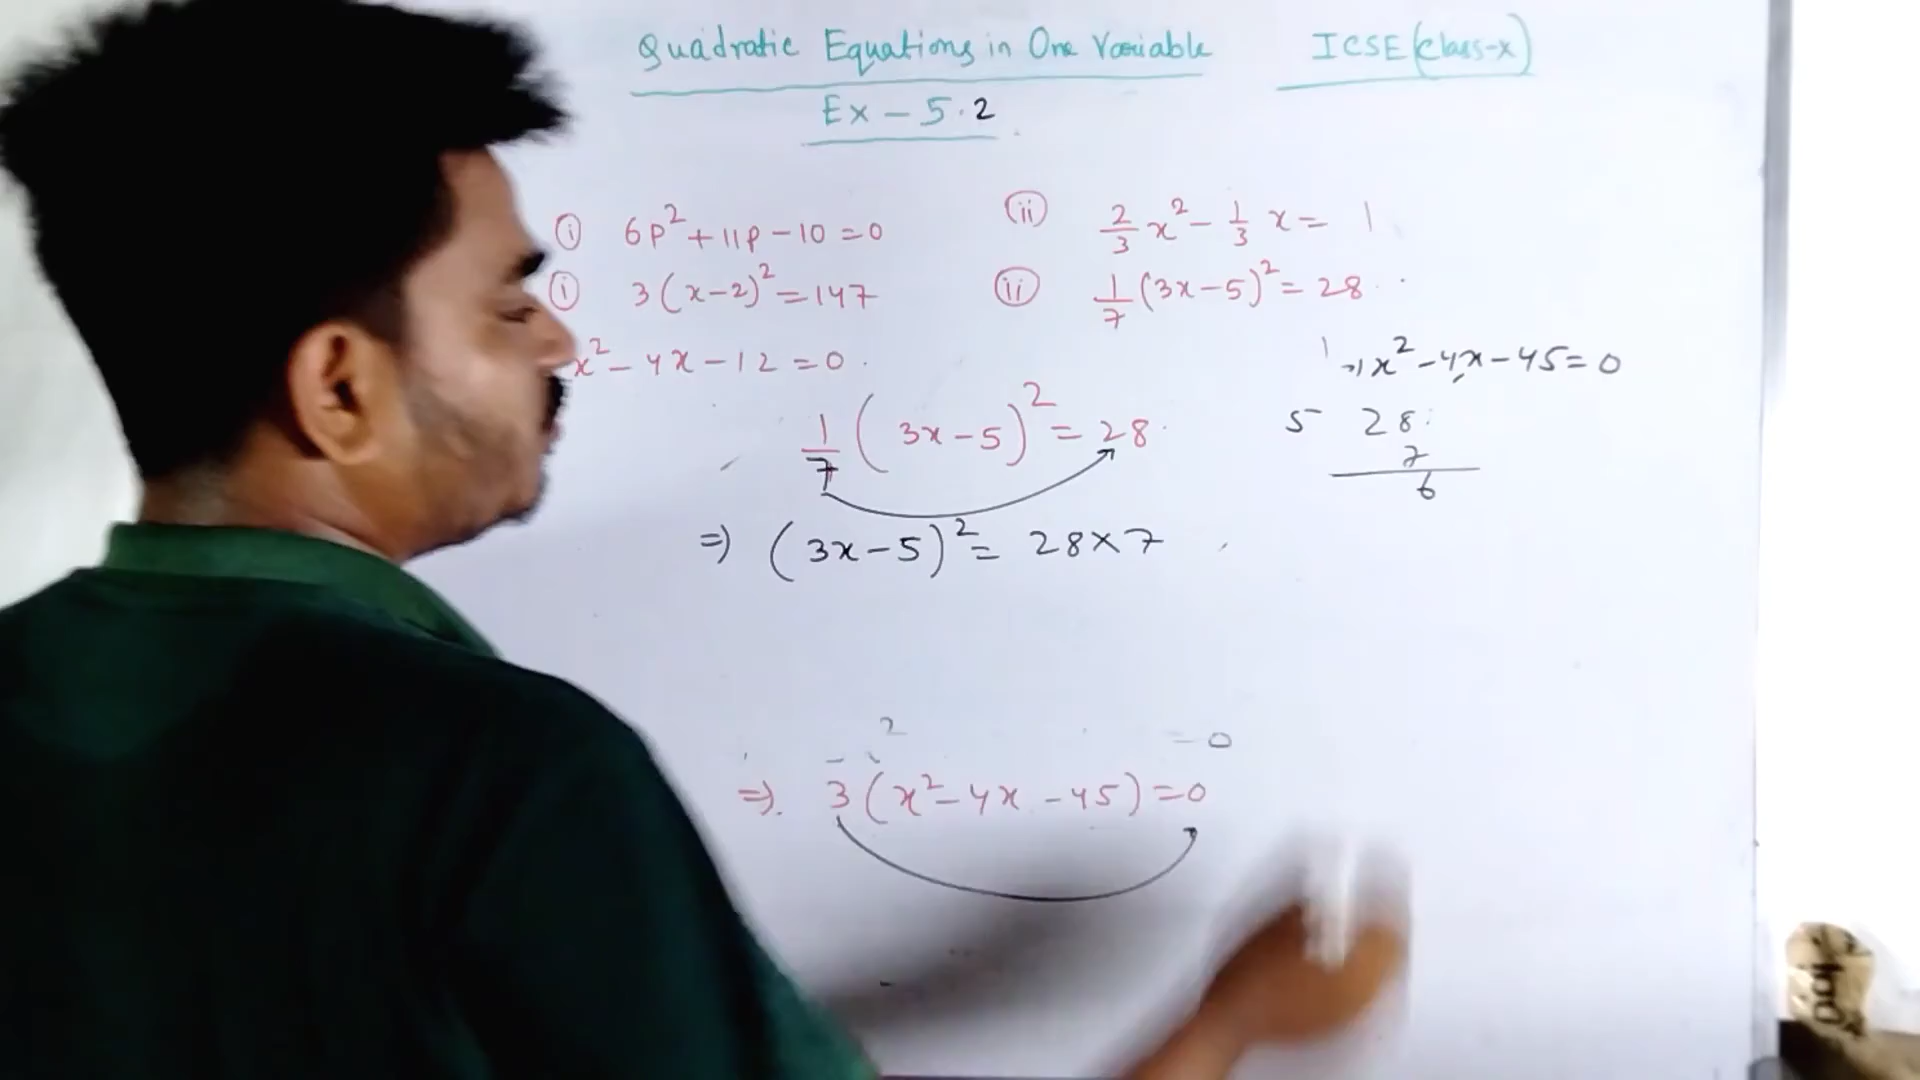 Quadratic Equations in One Variable ICSE (Class-X)
Ex - 5.2
(i) 6p² + 11p - 10 = 0 (ii) 2/3 x² - 1/3 x = 1
(i) 3(x-2)² = 147 (ii) 1/7 (3x-5)² = 28
x² - 4x - 12 = 0
x² - 4x - 45 = 0
1/7 (3x-5)² = 28
5 28
7
6
⇒ (3x-5)² = 28×7
2 = 0
⇒ 3(x² - 4x - 45) = 0